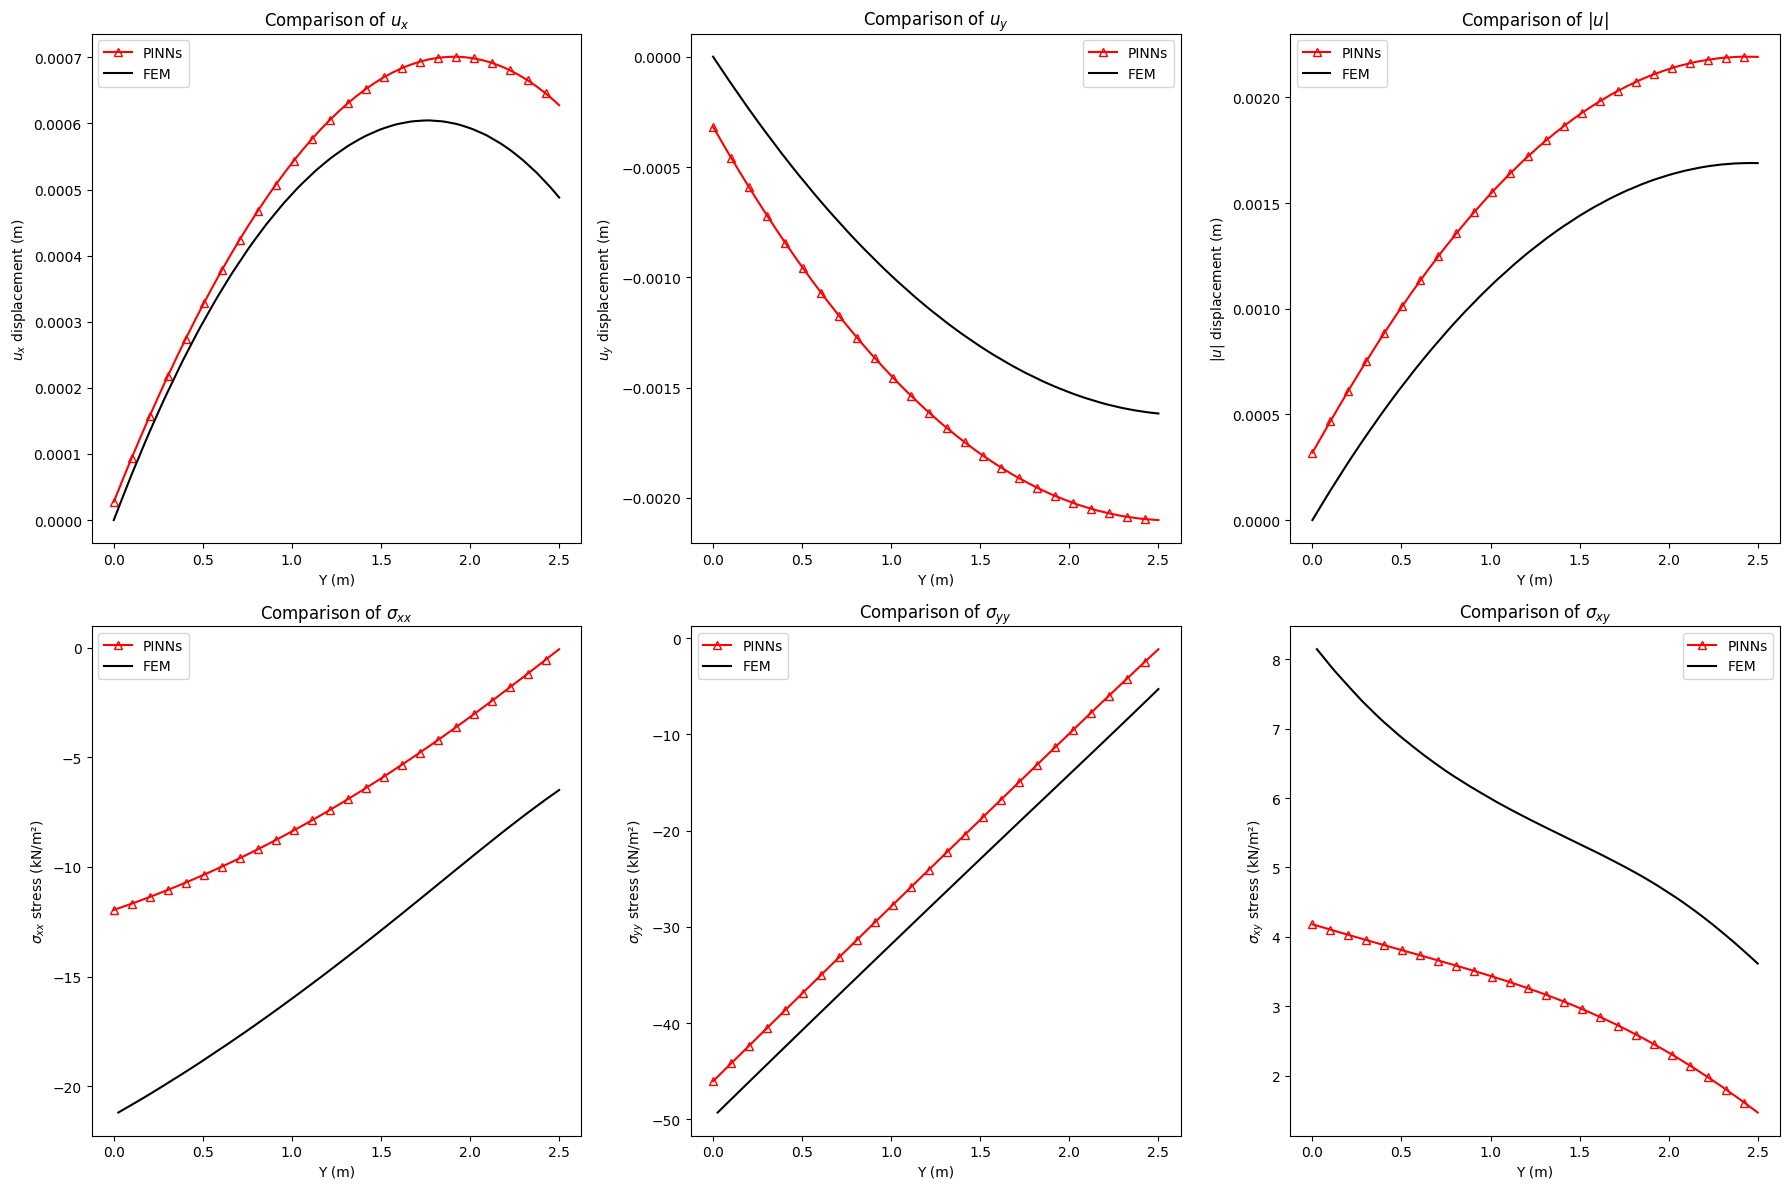 Comparison of $u_x$
PINNs
FEM
0.0007
0.0006
0.0005
0.0004
0.0003
0.0002
0.0001
0.0000
$u_x$ displacement (m)
0.0 0.5 1.0 1.5 2.0 2.5
Y (m)
Comparison of $u_y$
PINNs
FEM
0.0000
−0.0005
−0.0010
−0.0015
−0.0020
$u_y$ displacement (m)
0.0 0.5 1.0 1.5 2.0 2.5
Y (m)
Comparison of |u|
PINNs
FEM
0.0020
0.0015
0.0010
0.0005
0.0000
|u| displacement (m)
0.0 0.5 1.0 1.5 2.0 2.5
Y (m)
Comparison of $σ_{xx}$
PINNs
FEM
0
−5
−10
−15
−20
$σ_{xx}$ stress (kN/m²)
0.0 0.5 1.0 1.5 2.0 2.5
Y (m)
Comparison of $σ_{yy}$
PINNs
FEM
0
−10
−20
−30
−40
−50
$σ_{yy}$ stress (kN/m²)
0.0 0.5 1.0 1.5 2.0 2.5
Y (m)
Comparison of $σ_{xy}$
PINNs
FEM
8
7
6
5
4
3
2
$σ_{xy}$ stress (kN/m²)
0.0 0.5 1.0 1.5 2.0 2.5
Y (m)